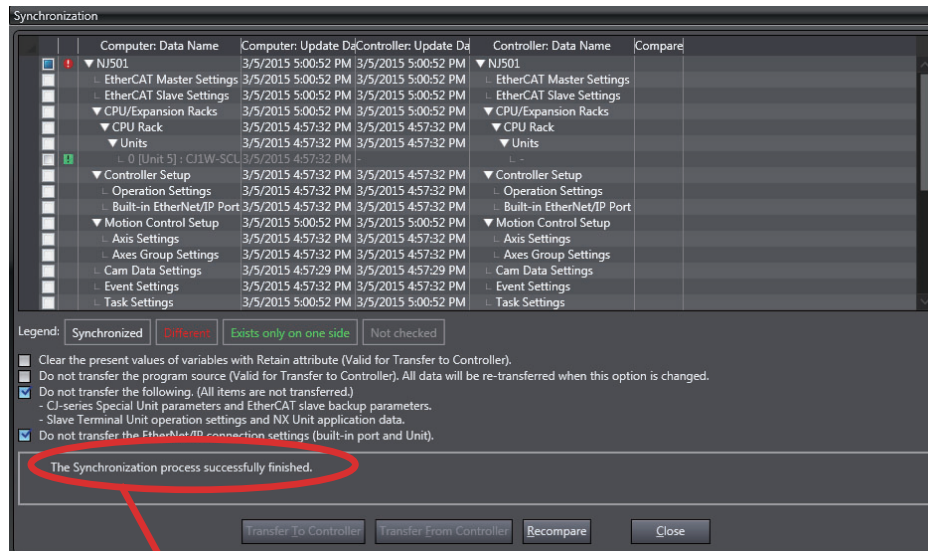 Synchronization
Computer: Data Name Computer: Update Da Controller: Update Da Controller: Data Name Compare
! ▼ NJ501 3/5/2015 5:00:52 PM 3/5/2015 5:00:52 PM ▼ NJ501
EtherCAT Master Settings 3/5/2015 5:00:52 PM 3/5/2015 5:00:52 PM EtherCAT Master Settings
EtherCAT Slave Settings 3/5/2015 5:00:52 PM 3/5/2015 5:00:52 PM EtherCAT Slave Settings
▼ CPU/Expansion Racks 3/5/2015 5:00:52 PM 3/5/2015 5:00:52 PM ▼ CPU/Expansion Racks
▼ CPU Rack 3/5/2015 4:57:32 PM 3/5/2015 4:57:32 PM ▼ CPU Rack
▼ Units 3/5/2015 4:57:32 PM 3/5/2015 4:57:32 PM ▼ Units
! 0 [Unit 5] : CJ1W-SCU 3/5/2015 4:57:32 PM - -
▼ Controller Setup 3/5/2015 4:57:32 PM 3/5/2015 4:57:32 PM ▼ Controller Setup
Operation Settings 3/5/2015 4:57:32 PM 3/5/2015 4:57:32 PM Operation Settings
Built-in EtherNet/IP Port 3/5/2015 4:57:32 PM 3/5/2015 4:57:32 PM Built-in EtherNet/IP Port
▼ Motion Control Setup 3/5/2015 5:00:52 PM 3/5/2015 5:00:52 PM ▼ Motion Control Setup
Axis Settings 3/5/2015 4:57:32 PM 3/5/2015 4:57:32 PM Axis Settings
Axes Group Settings 3/5/2015 4:57:32 PM 3/5/2015 4:57:32 PM Axes Group Settings
Cam Data Settings 3/5/2015 4:57:29 PM 3/5/2015 4:57:29 PM Cam Data Settings
Event Settings 3/5/2015 4:57:32 PM 3/5/2015 4:57:32 PM Event Settings
Task Settings 3/5/2015 5:00:52 PM 3/5/2015 5:00:52 PM Task Settings
Legend: Synchronized Different Exists only on one side Not checked
Clear the present values of variables with Retain attribute (Valid for Transfer to Controller).
Do not transfer the program source (Valid for Transfer to Controller). All data will be re-transferred when this option is changed.
Do not transfer the following. (All items are not transferred.)
- CJ-series Special Unit parameters and EtherCAT slave backup parameters.
- Slave Terminal Unit operation settings and NX Unit application data.
Do not transfer the EtherNet/IP connection settings (built-in port and Unit).
The Synchronization process successfully finished.
Transfer To Controller Transfer From Controller Recompare Close